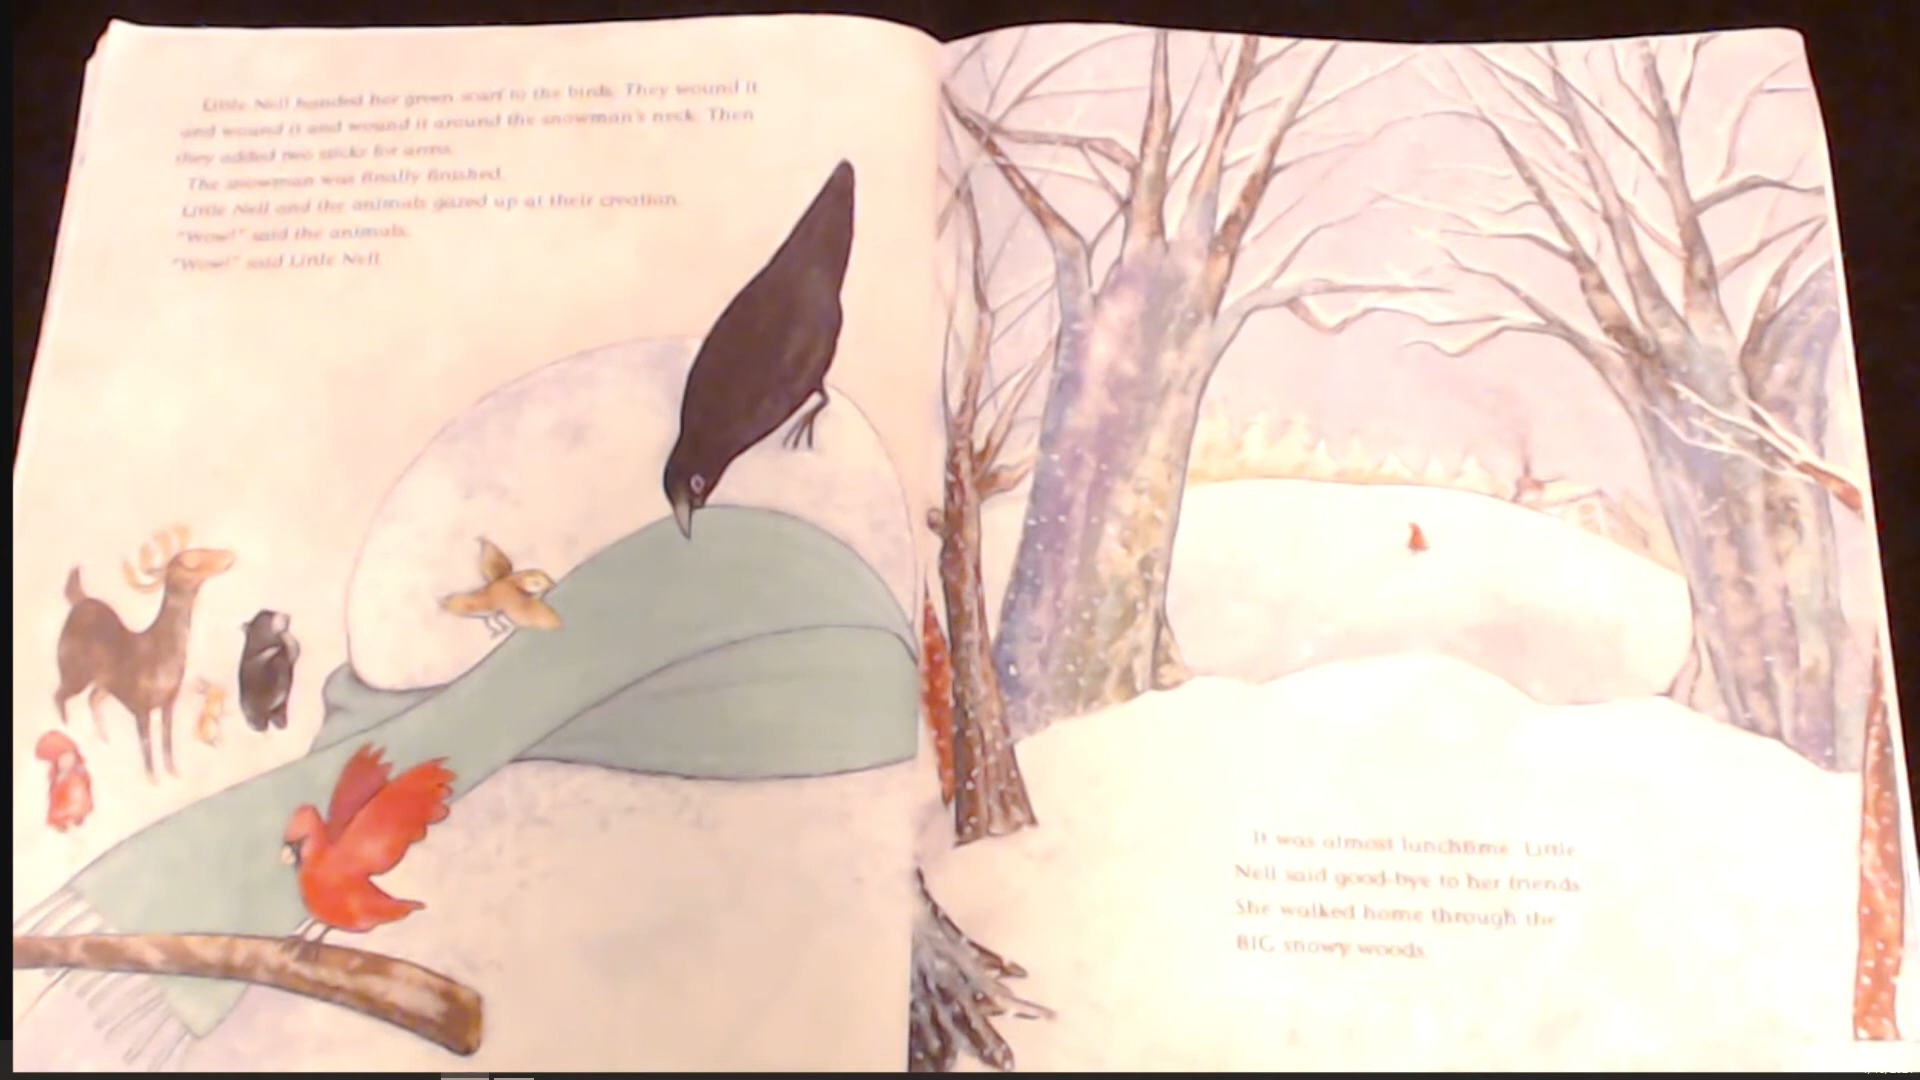 Little Nell handed her green scarf to the birds. They wound it
and wound it and wound it around the snowman's neck. Then
they added two sticks for arms.
The snowman was finally finished.
Little Nell and the animals gazed up at their creation.
"Wow!" said the animals.
"Wow!" said Little Nell.
It was almost lunchtime. Little
Nell said good-bye to her friends.
She walked home through the
BIG snowy woods.